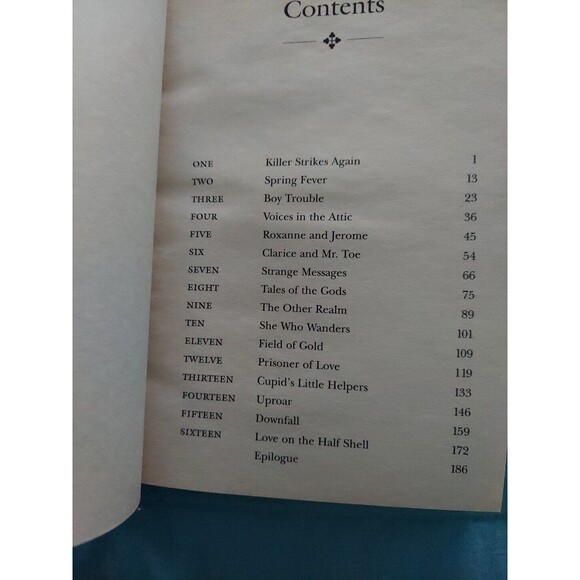 Contents
ONE Killer Strikes Again 1
TWO Spring Fever 13
THREE Boy Trouble 23
FOUR Voices in the Attic 36
FIVE Roxanne and Jerome 45
SIX Clarice and Mr. Toe 54
SEVEN Strange Messages 66
EIGHT Tales of the Gods 75
NINE The Other Realm 89
TEN She Who Wanders 101
ELEVEN Field of Gold 109
TWELVE Prisoner of Love 119
THIRTEEN Cupid's Little Helpers 133
FOURTEEN Uproar 146
FIFTEEN Downfall 159
SIXTEEN Love on the Half Shell 172
Epilogue 186